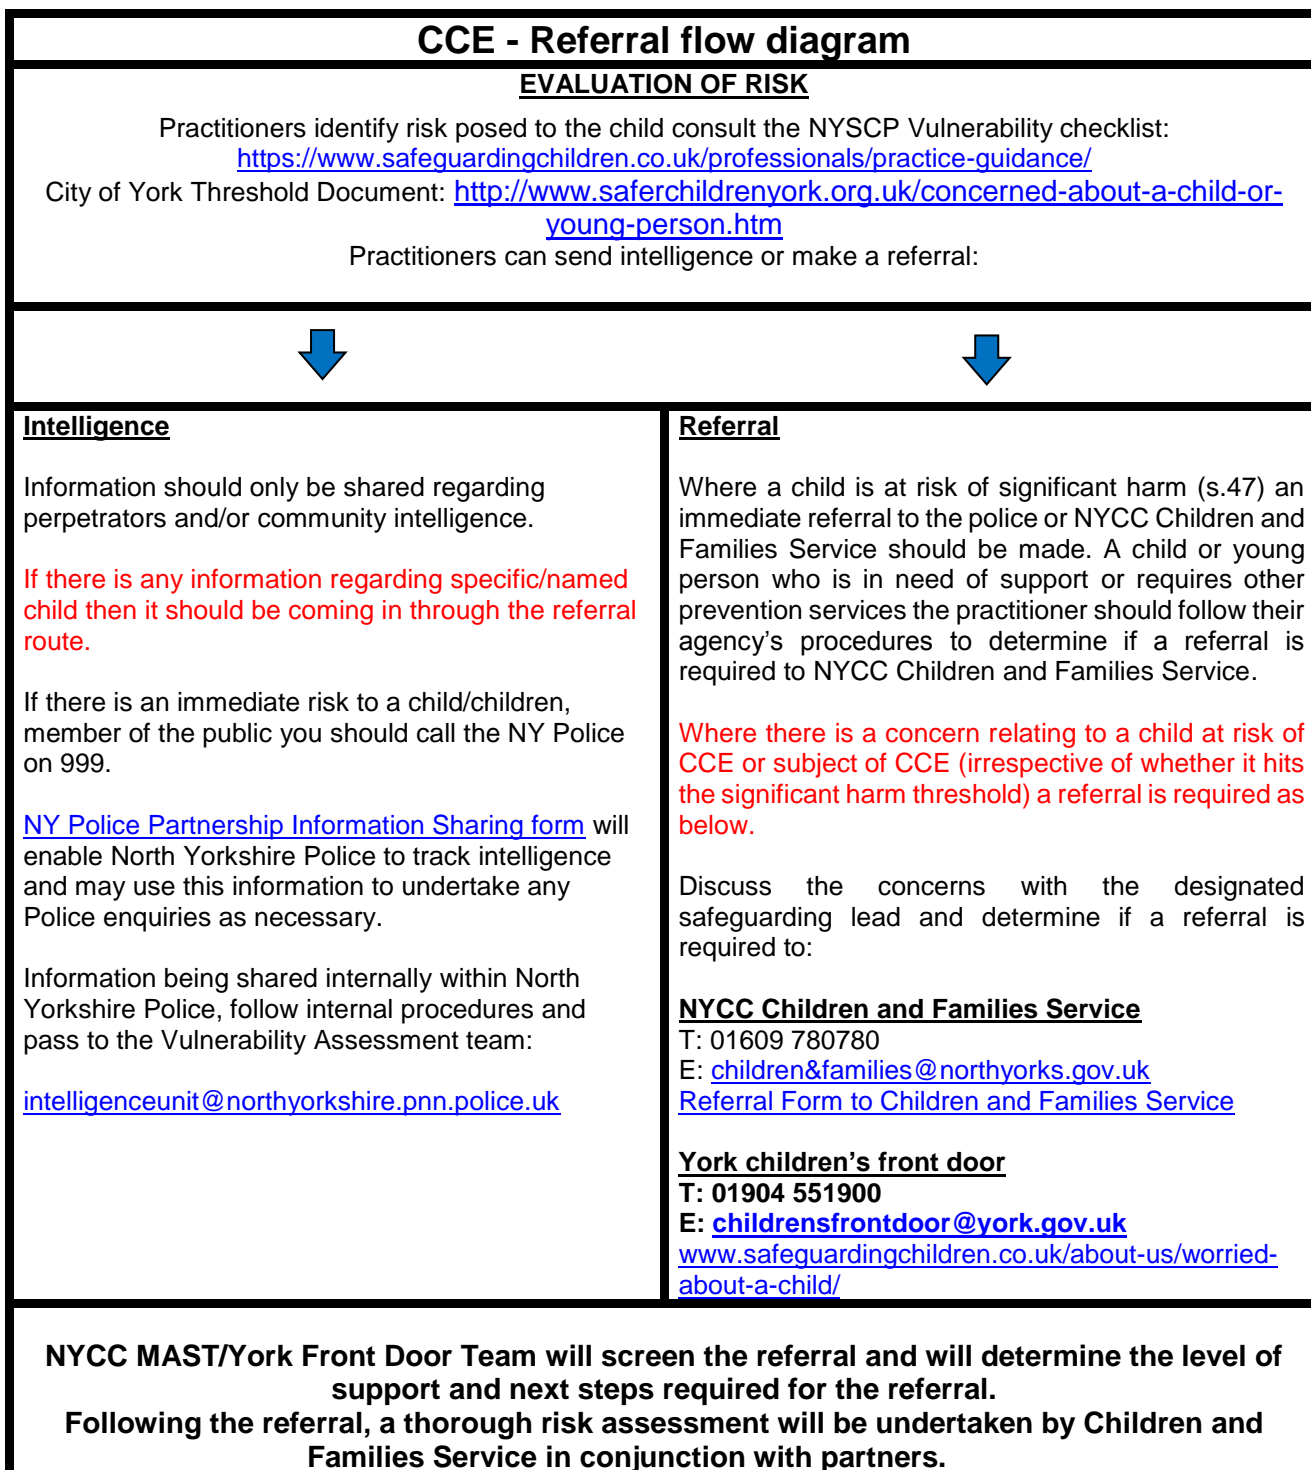 CCE - Referral flow diagram
EVALUATION OF RISK
Practitioners identify risk posed to the child consult the NYSCP Vulnerability checklist:
https://www.safeguardingchildren.co.uk/professionals/practice-guidance/
City of York Threshold Document: http://www.saferchildrenyork.org.uk/concerned-about-a-child-or-
young-person.htm
Practitioners can send intelligence or make a referral:
Intelligence
Information should only be shared regarding
perpetrators and/or community intelligence.
If there is any information regarding specific/named
child then it should be coming in through the referral
route.
If there is an immediate risk to a child/children,
member of the public you should call the NY Police
on 999.
NY Police Partnership Information Sharing form will
enable North Yorkshire Police to track intelligence
and may use this information to undertake any
Police enquiries as necessary.
Information being shared internally within North
Yorkshire Police, follow internal procedures and
pass to the Vulnerability Assessment team:
intelligenceunit@northyorkshire.pnn.police.uk
Referral
Where a child is at risk of significant harm (s.47) an
immediate referral to the police or NYCC Children and
Families Service should be made. A child or young
person who is in need of support or requires other
prevention services the practitioner should follow their
agency's procedures to determine if a referral is
required to NYCC Children and Families Service.
Where there is a concern relating to a child at risk of
CCE or subject of CCE (irrespective of whether it hits
the significant harm threshold) a referral is required as
below.
Discuss the concerns with the designated
safeguarding lead and determine if a referral is
required to:
NYCC Children and Families Service
T: 01609 780780
E: children&families@northyorks.gov.uk
Referral Form to Children and Families Service
York children's front door
T: 01904 551900
E: childrensfrontdoor@york.gov.uk
www.safeguardingchildren.co.uk/about-us/worried-
about-a-child/
NYCC MAST/York Front Door Team will screen the referral and will determine the level of
support and next steps required for the referral.
Following the referral, a thorough risk assessment will be undertaken by Children and
Families Service in conjunction with partners.